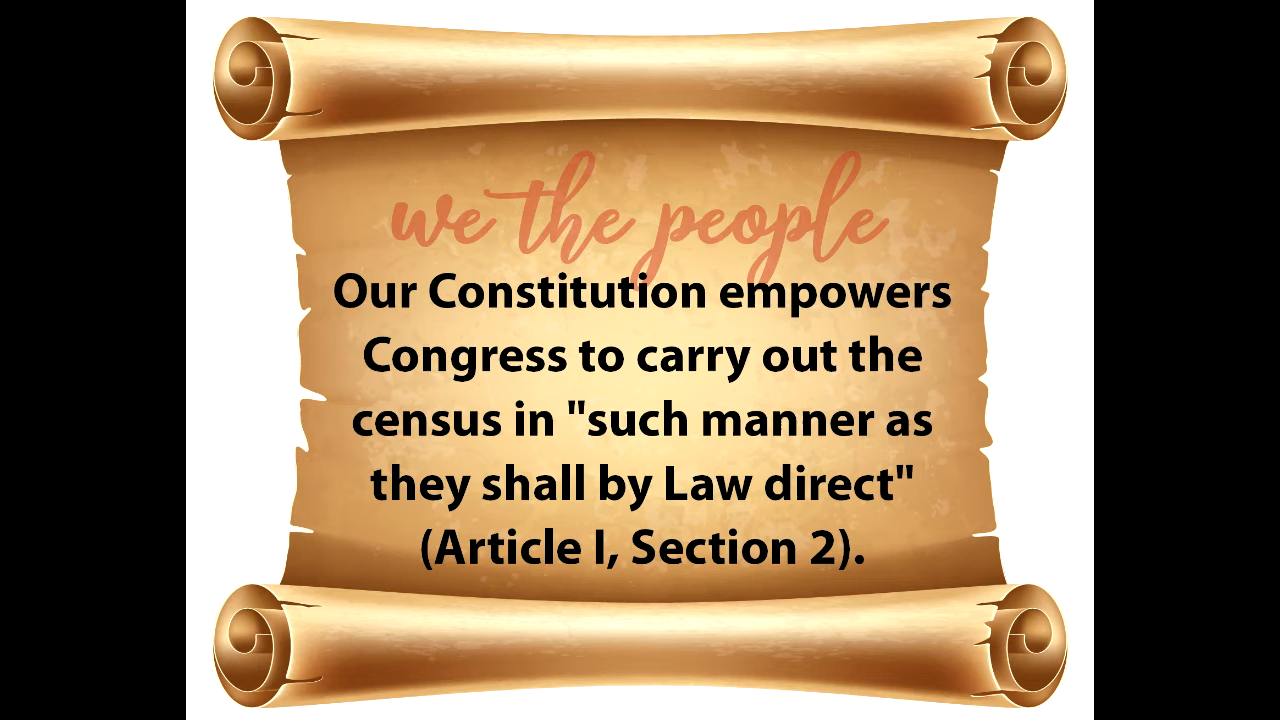 we the people
Our Constitution empowers
Congress to carry out the
census in "such manner as
they shall by Law direct"
(Article I, Section 2).